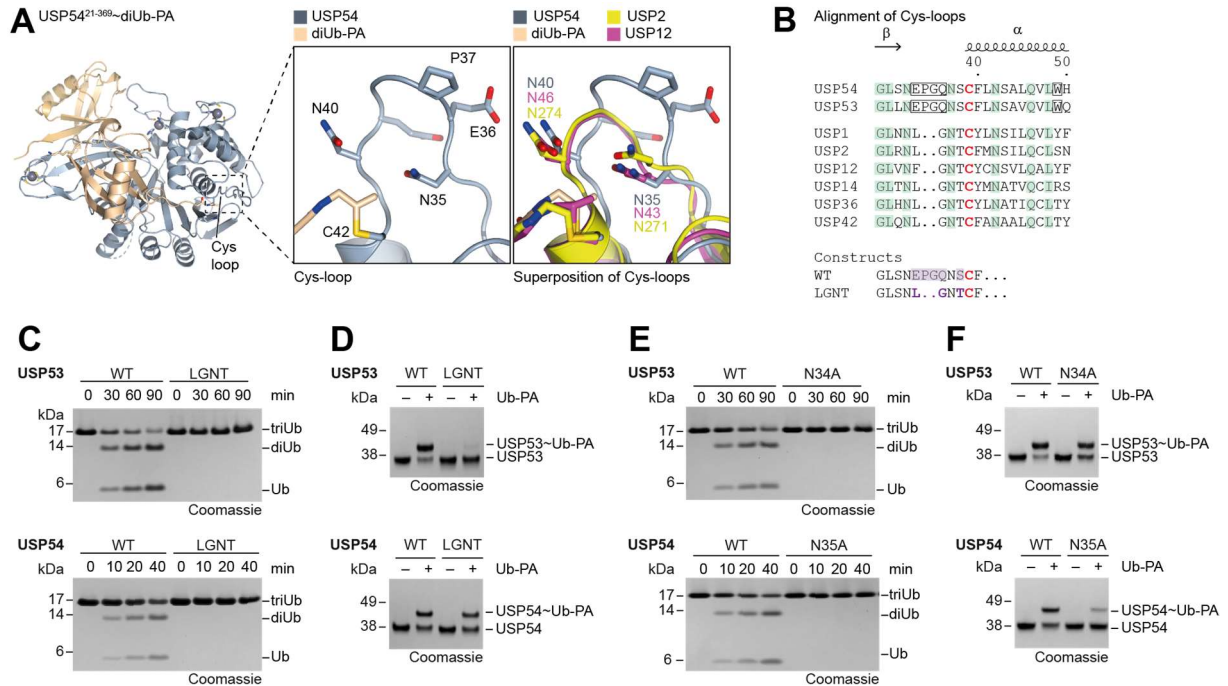 A
USP54²¹⁻³⁶⁹~diUb-PA
Cys
loop
USP54
diUb-PA
P37
N40
E36
N35
C42
Cys-loop
USP54 USP2
diUb-PA USP12
N40
N46
N274
N35
N43
N271
Superposition of Cys-loops
B
Alignment of Cys-loops
β α
40 50
USP54 GLSNEPGQNSCFLNSALQVLWH
USP53 GLLNEPGQNSCFLNSAVQVLWQ
USP1 GLNNL..GNTCYLNSILQVLYF
USP2 GLRNL..GNTCFMNSILQCLSN
USP12 GLVNF..GNTCYCNSVLQALYF
USP14 GLTNL..GNTCYMNATVQCIRS
USP36 GLHNL..GNTCFLNATIQCLTY
USP42 GLQNL..GNTCFANAALQCLTY
Constructs
WT GLSNEPGQNSCF...
LGNT GLSNL..GNTCF...
C
USP53 WT LGNT
0 30 60 90 0 30 60 90 min
kDa
17 triUb
14 diUb
6 Ub
Coomassie
USP54 WT LGNT
kDa 0 10 20 40 0 10 20 40 min
17 triUb
14 diUb
6 Ub
Coomassie
D
USP53 WT LGNT
kDa – + – + Ub-PA
49
USP53~Ub-PA
38 USP53
Coomassie
USP54 WT LGNT
kDa – + – + Ub-PA
49
USP54~Ub-PA
38 USP54
Coomassie
E
USP53 WT N34A
0 30 60 90 0 30 60 90 min
kDa
17 triUb
14 diUb
6 Ub
Coomassie
USP54 WT N35A
kDa 0 10 20 40 0 10 20 40 min
17 triUb
14 diUb
6 Ub
Coomassie
F
USP53 WT N34A
kDa – + – + Ub-PA
49
USP53~Ub-PA
38 USP53
Coomassie
USP54 WT N35A
kDa – + – + Ub-PA
49
USP54~Ub-PA
38 USP54
Coomassie